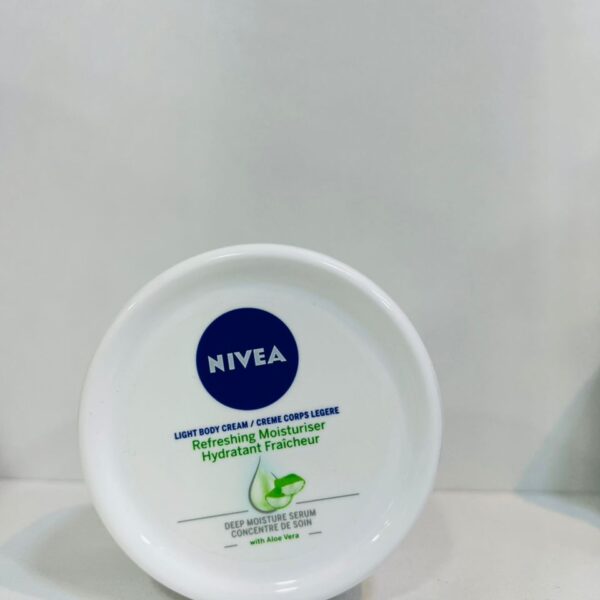 NIVEA
LIGHT BODY CREAM / CREME CORPS LEGERE
Refreshing Moisturiser
Hydratant Fraîcheur
DEEP MOISTURE SERUM
CONCENTRE DE SOIN
with Aloe Vera